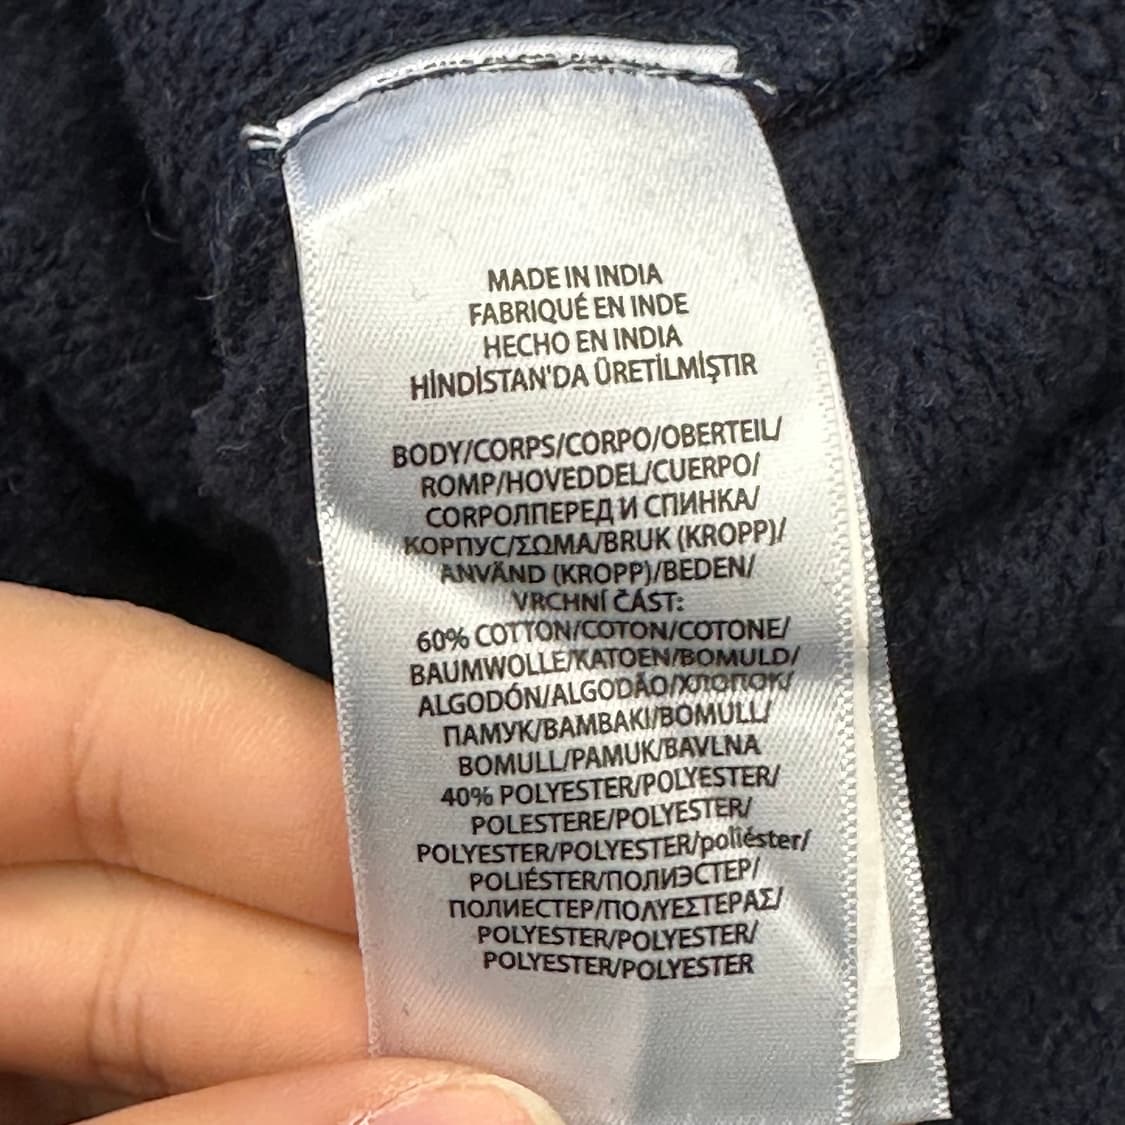 MADE IN INDIA
FABRIQUÉ EN INDE
HECHO EN INDIA
HİNDİSTAN'DA ÜRETİLMİŞTIR
BODY/CORPS/CORPO/OBERTEIL/
ROMP/HOVEDDEL/CUERPO/
CORPOЛПЕРЕД И СПИНКА/
КОРПУС/ΣΩΜΑ/BRUK (KROPP)/
ANVÄND (KROPP)/BEDEN/
VRCHNÍ ČÁST:
60% COTTON/COTON/COTONE/
BAUMWOLLE/KATOEN/BOMULD/
ALGODÓN/ALGODÃO/ХЛОПОК/
ПАМУК/BAMBAKI/BOMULL/
BOMULL/PAMUK/BAVLNA
40% POLYESTER/POLYESTER/
POLESTERE/POLYESTER/
POLYESTER/POLYESTER/poliéster/
POLIÉSTER/ПОЛИЭСТЕР/
ПОЛИЕСТЕР/ΠΟΛΥΕΣΤΕΡΑΣ/
POLYESTER/POLYESTER/
POLYESTER/POLYESTER